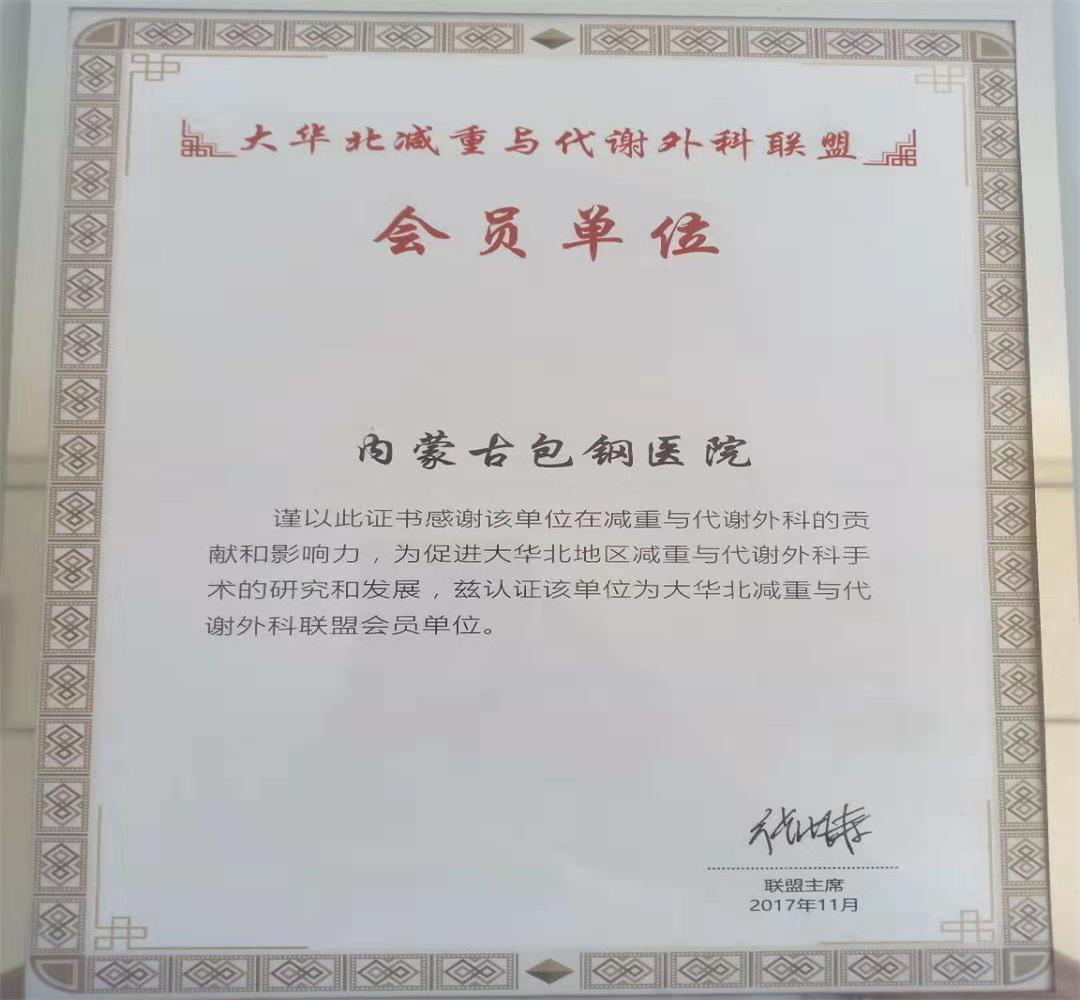 大华北减重与代谢外科联盟
会员单位
内蒙古包钢医院
谨以此证书感谢该单位在减重与代谢外科的贡
献和影响力，为促进大华北地区减重与代谢外科手
术的研究和发展，兹认证该单位为大华北减重与代
谢外科联盟会员单位。
联盟主席
2017年11月